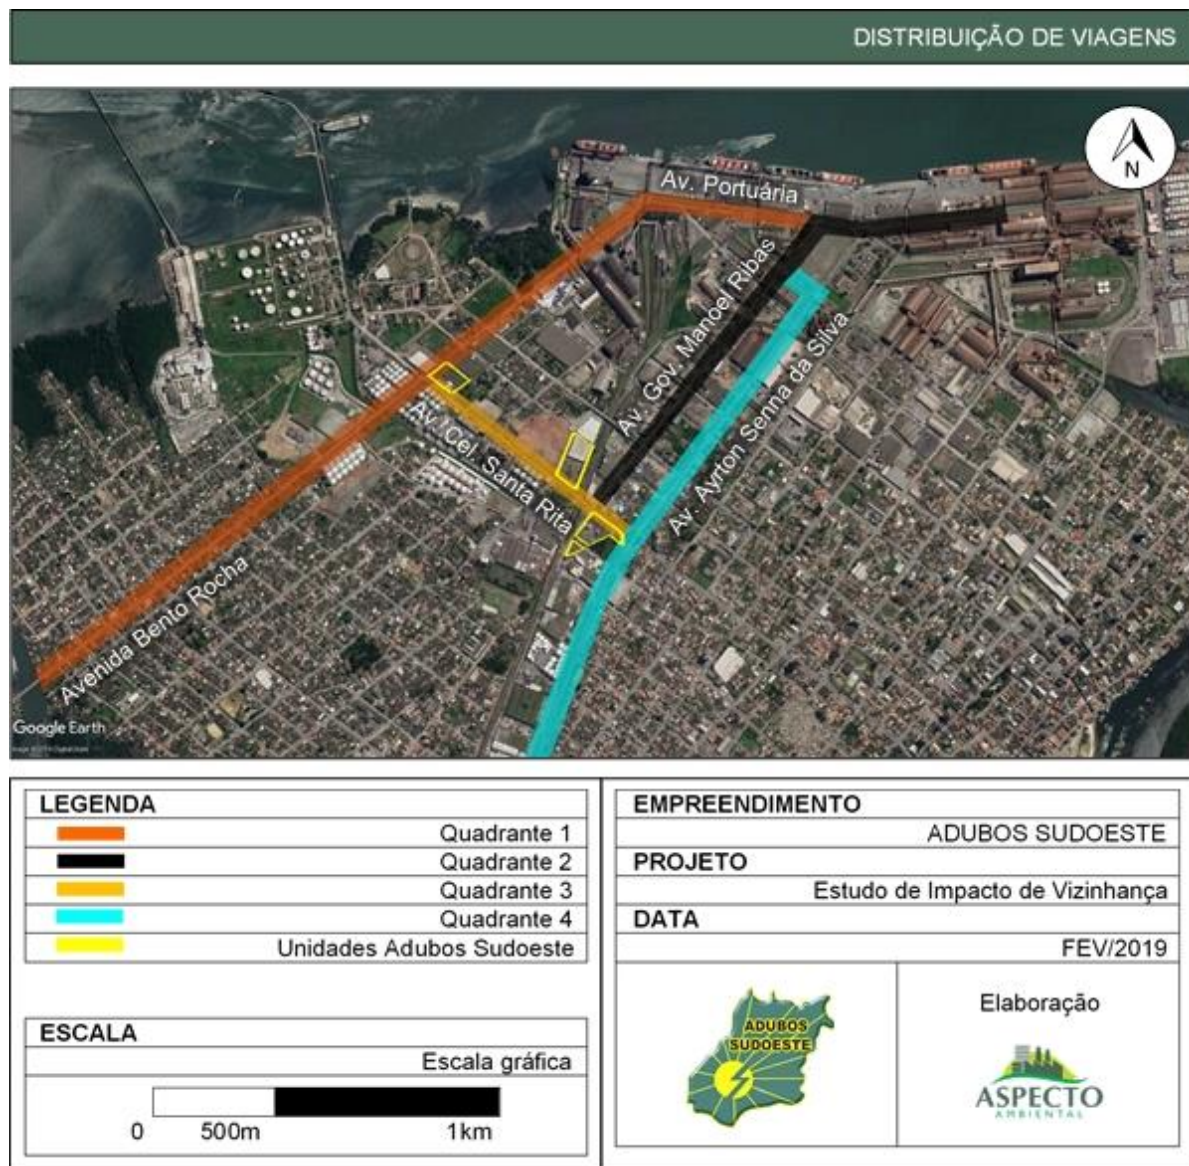 DISTRIBUIÇÃO DE VIAGENS
N
Av. Portuária
Av. Gov. Manoel Ribas
Av. Ayrton Senna da Silva
Av. Cel. Santa Rita
Avenida Bento Rocha
Google Earth
LEGENDA
Quadrante 1
Quadrante 2
Quadrante 3
Quadrante 4
Unidades Adubos Sudoeste
ESCALA
Escala gráfica
0 500m 1km
EMPREENDIMENTO
ADUBOS SUDOESTE
PROJETO
Estudo de Impacto de Vizinhança
DATA
FEV/2019
ADUBOS
SUDOESTE
Elaboração
ASPECTO
AMBIENTAL